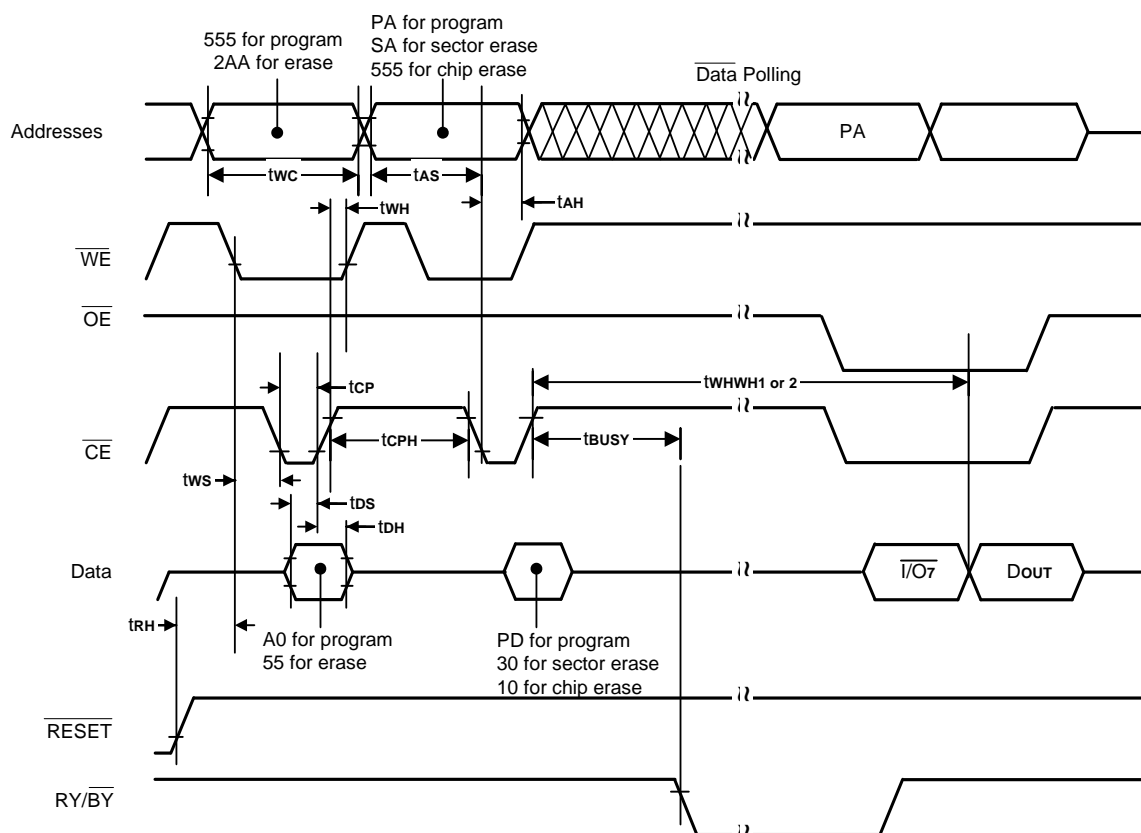 555 for program
2AA for erase
PA for program
SA for sector erase
555 for chip erase
Data Polling
Addresses
PA
tWC
tAS
tWH
tAH
WE
OE
tCP
tWHWH1 or 2
CE
tCPH
tBUSY
tWS
tDS
tDH
Data
I/O7
DOUT
tRH
A0 for program
55 for erase
PD for program
30 for sector erase
10 for chip erase
RESET
RY/BY